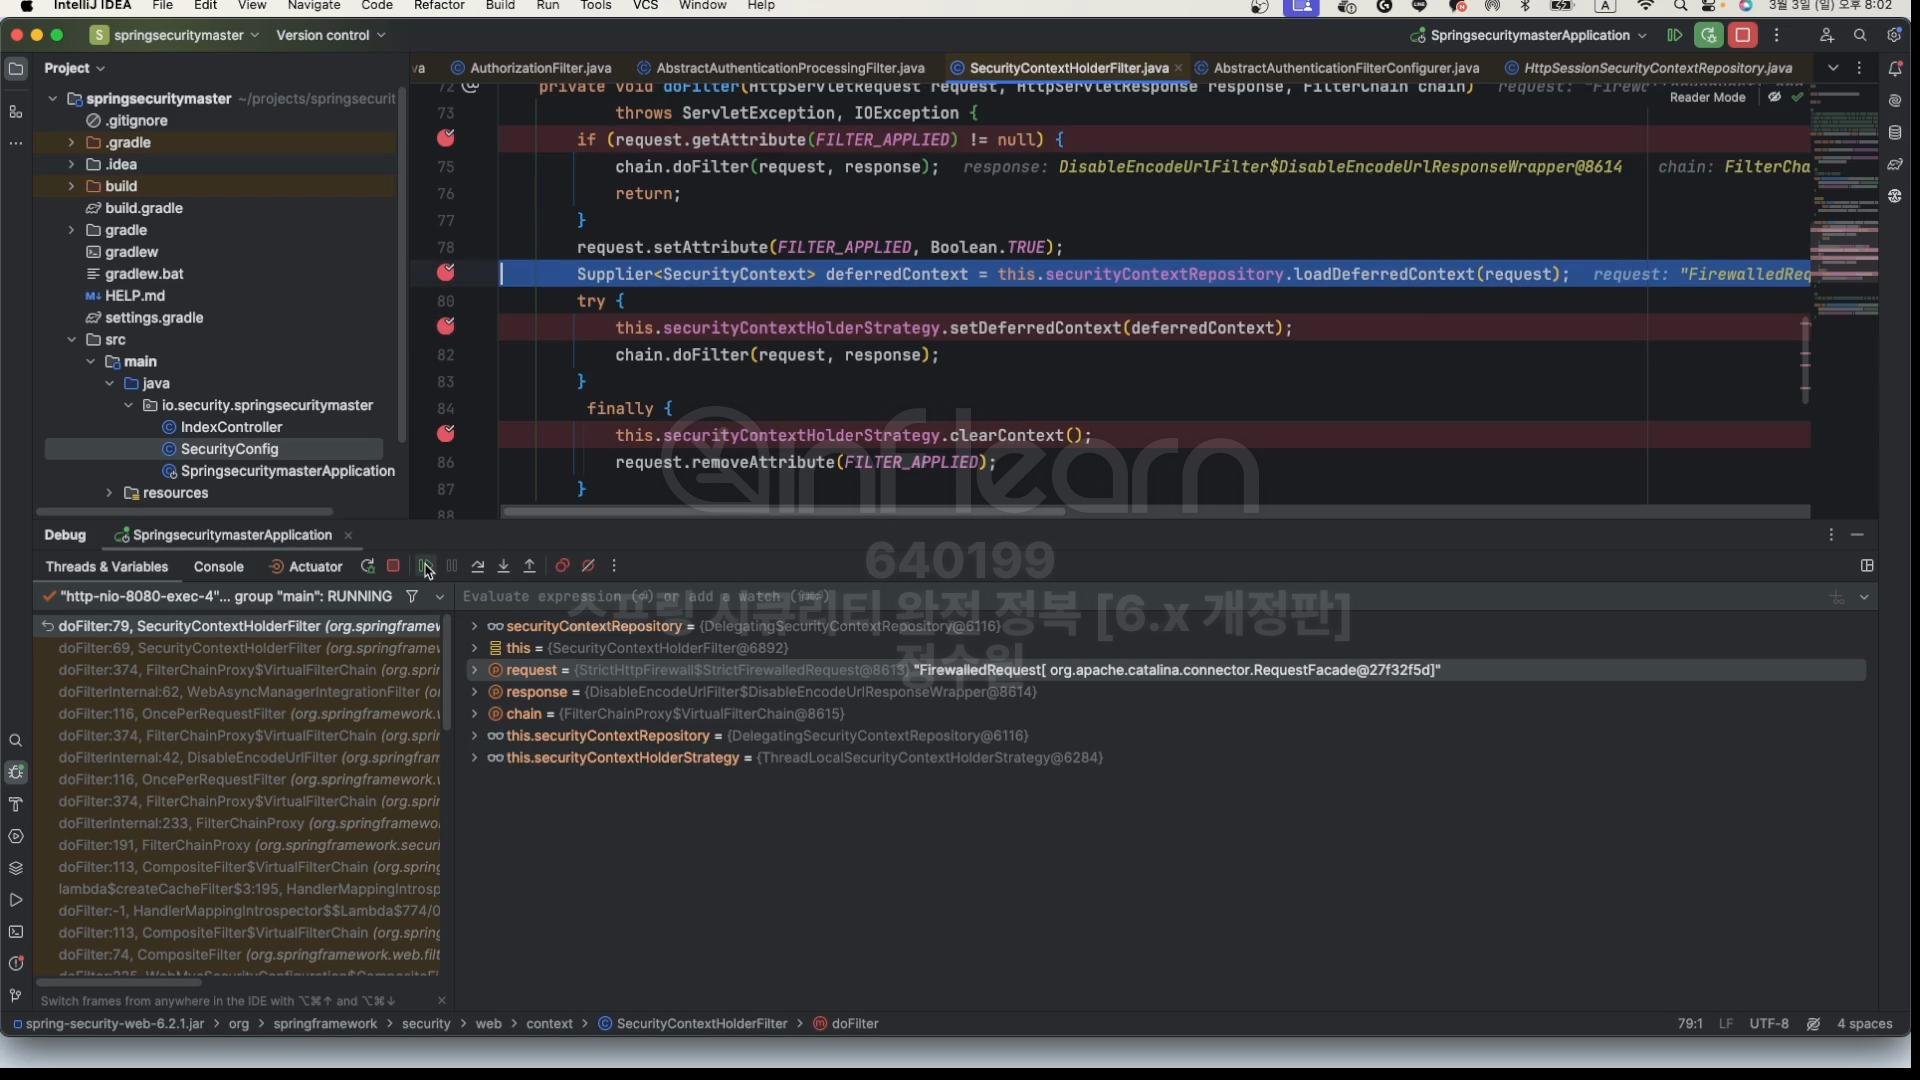 IntelliJ IDEA File Edit View Navigate Code Refactor Build Run Tools VCS Window Help 3월 3일 (일) 오후 8:02
S springsecuritymaster Version control SpringsecuritymasterApplication
Project
va AuthorizationFilter.java AbstractAuthenticationProcessingFilter.java SecurityContextHolderFilter.java AbstractAuthenticationFilterConfigurer.java HttpSessionSecurityContextRepository.java
springsecuritymaster ~/projects/springsecurit
.gitignore
.gradle
.idea
build
build.gradle
gradle
gradlew
gradlew.bat
HELP.md
settings.gradle
src
main
java
io.security.springsecuritymaster
IndexController
SecurityConfig
SpringsecuritymasterApplication
resources
Reader Mode
72 private void doFilter(HttpServletRequest request, HttpServletResponse response, FilterChain chain)
73 throws ServletException, IOException {
if (request.getAttribute(FILTER_APPLIED) != null) {
75 chain.doFilter(request, response); response: DisableEncodeUrlFilter$DisableEncodeUrlResponseWrapper@8614 chain: FilterCha
76 return;
77 }
78 request.setAttribute(FILTER_APPLIED, Boolean.TRUE);
Supplier<SecurityContext> deferredContext = this.securityContextRepository.loadDeferredContext(request); request: "FirewalledReq
80 try {
this.securityContextHolderStrategy.setDeferredContext(deferredContext);
82 chain.doFilter(request, response);
83 }
84 finally {
this.securityContextHolderStrategy.clearContext();
86 request.removeAttribute(FILTER_APPLIED);
87 }
88
inflearn
640199
스프링 시큐리티 완전 정복 [6.x 개정판]
정수원
Debug SpringsecuritymasterApplication
Threads & Variables Console Actuator
"http-nio-8080-exec-4"... group "main": RUNNING
Evaluate expression (⏎) or add a watch (⇧⌘⏎)
doFilter:79, SecurityContextHolderFilter (org.springframew
doFilter:69, SecurityContextHolderFilter (org.springframew
doFilter:374, FilterChainProxy$VirtualFilterChain (org.sprin
doFilterInternal:62, WebAsyncManagerIntegrationFilter (or
doFilter:116, OncePerRequestFilter (org.springframework.v
doFilter:374, FilterChainProxy$VirtualFilterChain (org.sprin
doFilterInternal:42, DisableEncodeUrlFilter (org.springfram
doFilter:116, OncePerRequestFilter (org.springframework.v
doFilter:374, FilterChainProxy$VirtualFilterChain (org.sprin
doFilterInternal:233, FilterChainProxy (org.springframewo
doFilter:191, FilterChainProxy (org.springframework.securi
doFilter:113, CompositeFilter$VirtualFilterChain (org.spring
lambda$createCacheFilter$3:195, HandlerMappingIntrosp
doFilter:-1, HandlerMappingIntrospector$$Lambda$774/0
doFilter:113, CompositeFilter$VirtualFilterChain (org.spring
doFilter:74, CompositeFilter (org.springframework.web.filt
securityContextRepository = {DelegatingSecurityContextRepository@6116}
this = {SecurityContextHolderFilter@6892}
request = {StrictHttpFirewall$StrictFirewalledRequest@8613} "FirewalledRequest[ org.apache.catalina.connector.RequestFacade@27f32f5d]"
response = {DisableEncodeUrlFilter$DisableEncodeUrlResponseWrapper@8614}
chain = {FilterChainProxy$VirtualFilterChain@8615}
this.securityContextRepository = {DelegatingSecurityContextRepository@6116}
this.securityContextHolderStrategy = {ThreadLocalSecurityContextHolderStrategy@6284}
Switch frames from anywhere in the IDE with ⌥⌘↑ and ⌥⌘↓
spring-security-web-6.2.1.jar > org > springframework > security > web > context > SecurityContextHolderFilter > doFilter 79:1 LF UTF-8 4 spaces